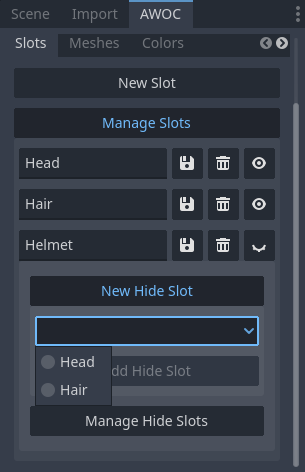 Scene Import AWOC
Slots Meshes Colors
New Slot
Manage Slots
Head
Hair
Helmet
New Hide Slot
Head
dd Hide Slot
Hair
Manage Hide Slots